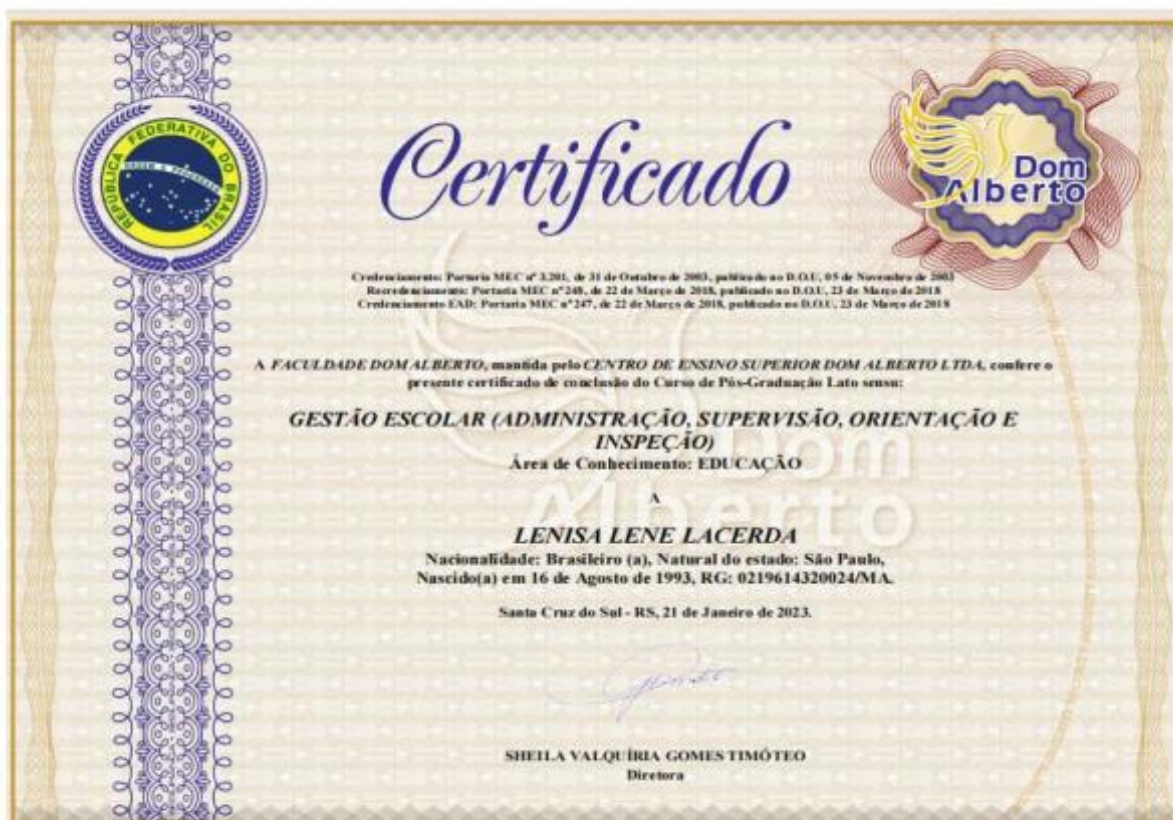 REPÚBLICA FEDERATIVA DO BRASIL
ORDEM E PROGRESSO
Certificado
Dom
Alberto
Credenciamento: Portaria MEC nº 3.201, de 31 de Outubro de 2003, publicado no D.O.U, 05 de Novembro de 2003
Recredenciamento: Portaria MEC nº 248, de 22 de Março de 2018, publicado no D.O.U, 23 de Março de 2018
Credenciamento EAD: Portaria MEC nº 247, de 22 de Março de 2018, publicado no D.O.U, 23 de Março de 2018
A FACULDADE DOM ALBERTO, mantida pelo CENTRO DE ENSINO SUPERIOR DOM ALBERTO LTDA, confere o
presente certificado de conclusão do Curso de Pós-Graduação Lato sensu:
GESTÃO ESCOLAR (ADMINISTRAÇÃO, SUPERVISÃO, ORIENTAÇÃO E
INSPEÇÃO)
Área de Conhecimento: EDUCAÇÃO
A
Dom
Alberto
LENISA LENE LACERDA
Nacionalidade: Brasileiro (a), Natural do estado: São Paulo,
Nascido(a) em 16 de Agosto de 1993, RG: 0219614320024/MA.
Santa Cruz do Sul - RS, 21 de Janeiro de 2023.
SHEILA VALQUÍRIA GOMES TIMÓTEO
Diretora